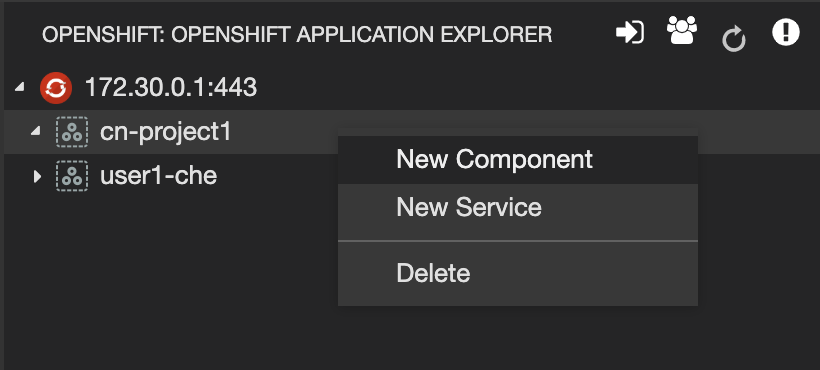 OPENSHIFT: OPENSHIFT APPLICATION EXPLORER
172.30.0.1:443
cn-project1
user1-che
New Component
New Service
Delete